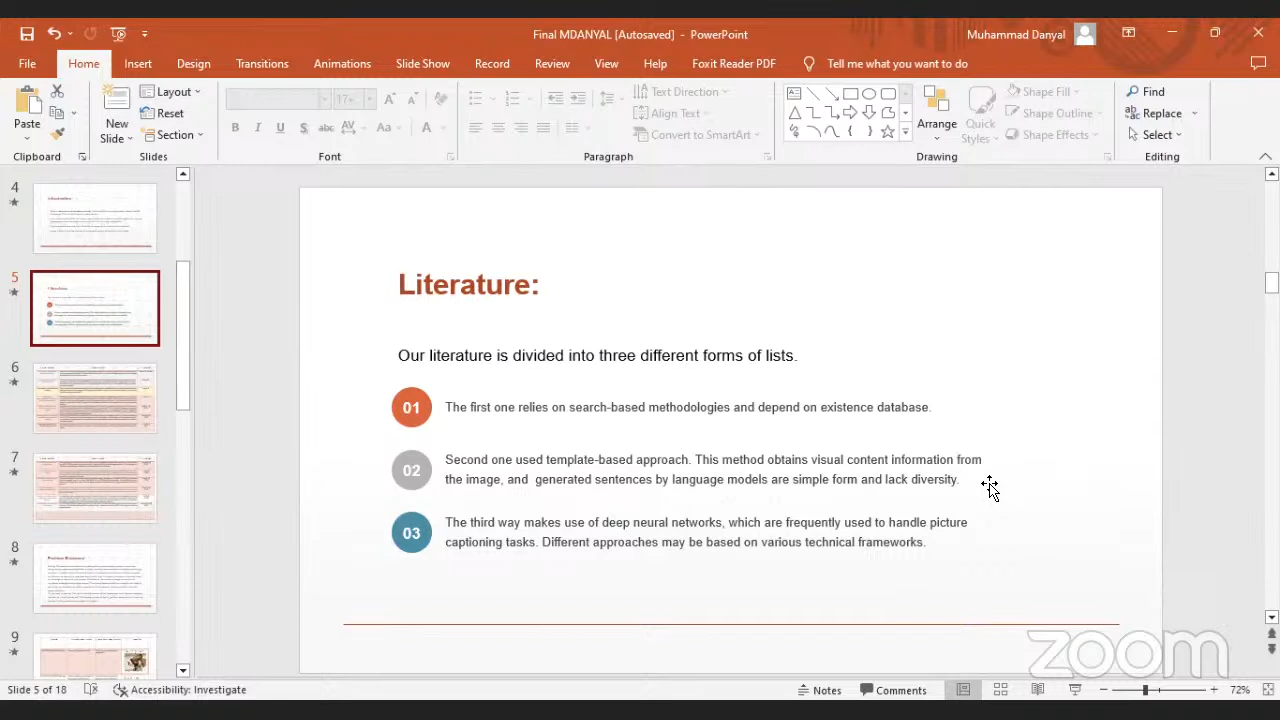 Final MDANYAL [Autosaved] - PowerPoint
Muhammad Danyal
File Home Insert Design Transitions Animations Slide Show Record Review View Help Foxit Reader PDF Tell me what you want to do
Paste
New Slide
Layout
Reset
Section
17
Text Direction
Align Text
Convert to SmartArt
Arrange
Quick Styles
Shape Fill
Shape Outline
Shape Effects
Find
Replace
Select
Clipboard Slides Font Paragraph Drawing Editing
4
5
6
7
8
9
Literature:
Our literature is divided into three different forms of lists.
01 The first one relies on search-based methodologies and depend on existence database.
02 Second one used template-based approach. This method obtains visual content information from
the image, and generated sentences by language models are simple form and lack diversity.
03 The third way makes use of deep neural networks, which are frequently used to handle picture
captioning tasks. Different approaches may be based on various technical frameworks.
zoom
Slide 5 of 18 Accessibility: Investigate Notes Comments 72%